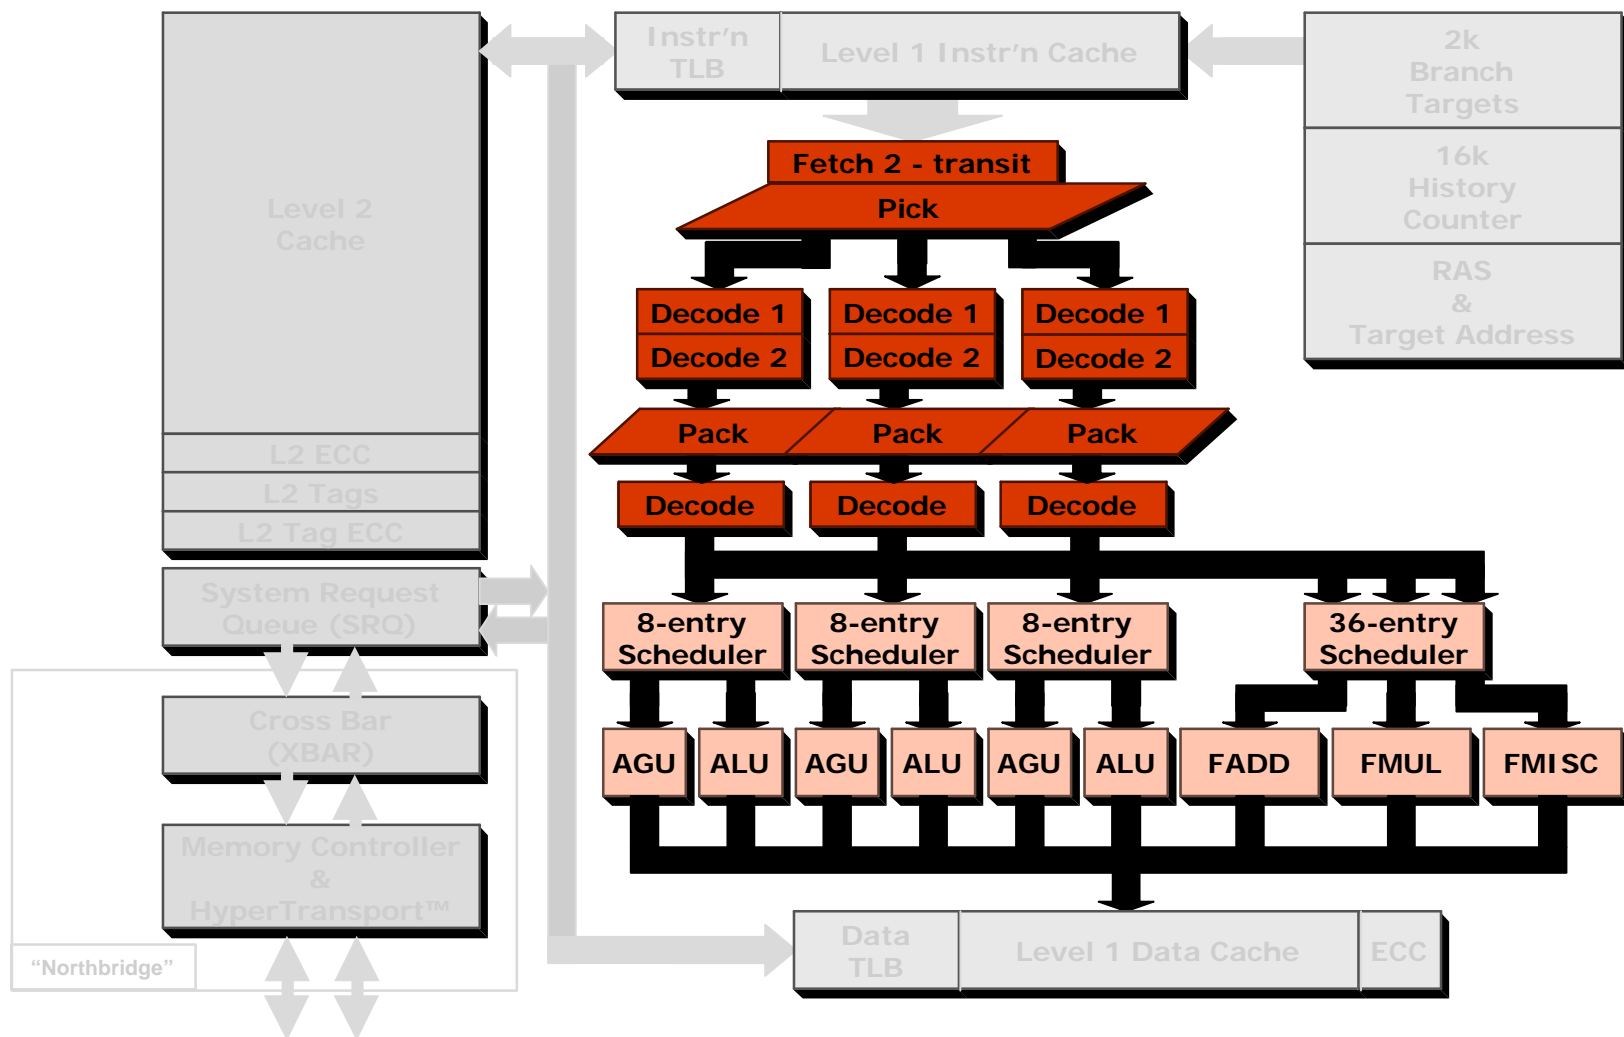 Instr'n
TLB
Level 1 Instr'n Cache
2k
Branch
Targets
16k
History
Counter
RAS
&
Target Address
Level 2
Cache
L2 ECC
L2 Tags
L2 Tag ECC
System Request
Queue (SRQ)
Cross Bar
(XBAR)
Memory Controller
&
HyperTransport™
“Northbridge”
Fetch 2 - transit
Pick
Decode 1
Decode 1
Decode 1
Decode 2
Decode 2
Decode 2
Pack
Pack
Pack
Decode
Decode
Decode
8-entry
Scheduler
8-entry
Scheduler
8-entry
Scheduler
36-entry
Scheduler
AGU
ALU
AGU
ALU
AGU
ALU
FADD
FMUL
FMISC
Data
TLB
Level 1 Data Cache
ECC